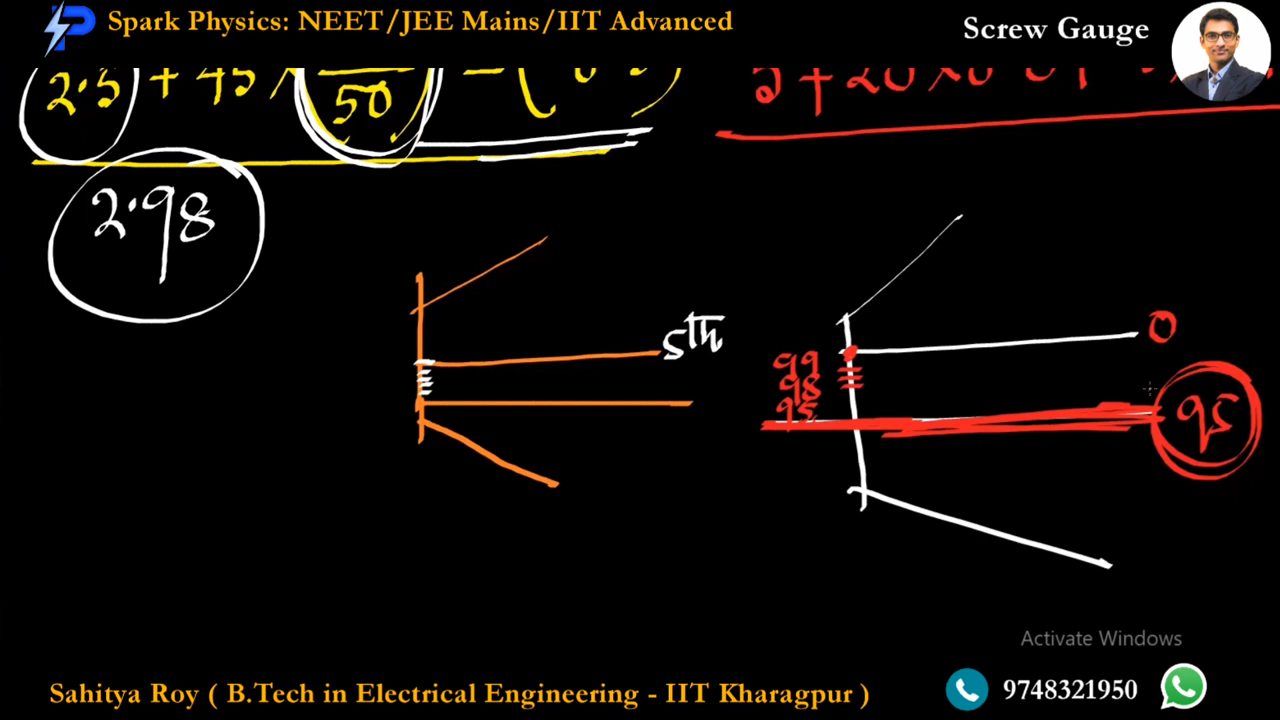 Spark Physics: NEET/JEE Mains/IIT Advanced
Screw Gauge
2.5 + 45 ×
50
2.98
5th
0
99
98
95
95
Activate Windows
Sahitya Roy ( B.Tech in Electrical Engineering - IIT Kharagpur )
9748321950